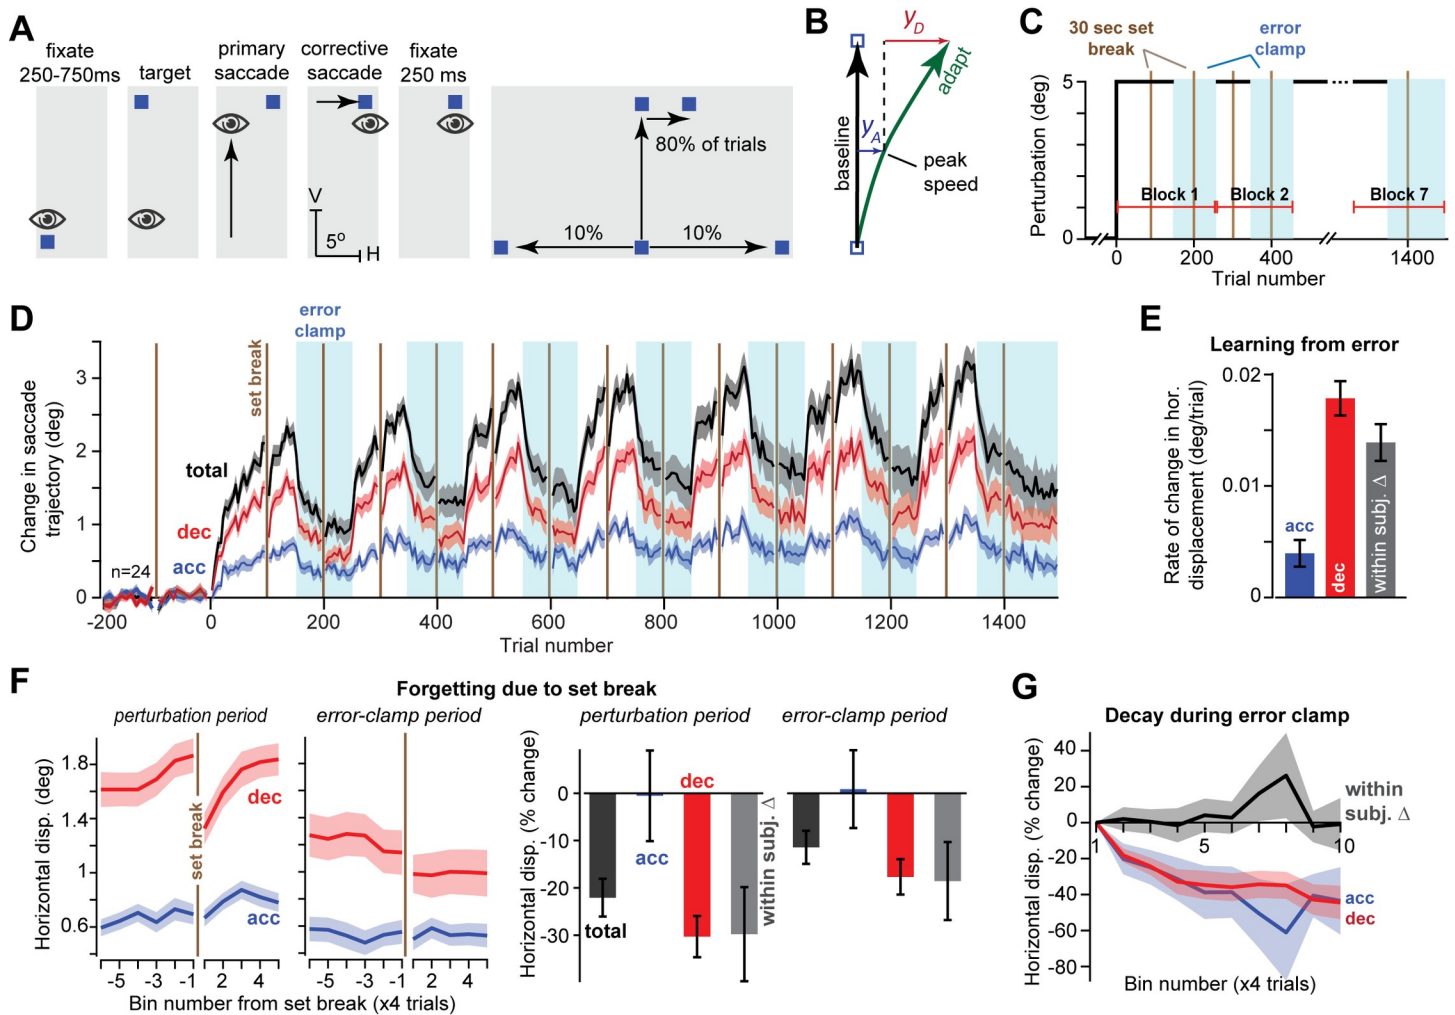 A
fixate
250-750ms
target
primary
saccade
corrective
saccade
fixate
250 ms
V
5o
H
80% of trials
10%
10%
B
yD
adapt
baseline
yA
peak
speed
C
30 sec set
break
error
clamp
Perturbation (deg)
5
0
Block 1
Block 2
...
Block 7
0
200
400
1400
Trial number
D
error
clamp
set break
Change in saccade
trajectory (deg)
3
2
1
0
total
dec
acc
n=24
-200
0
200
400
600
800
1000
1200
1400
Trial number
E
Learning from error
Rate of change in hor.
displacement (deg/trial)
0.02
0.01
0
acc
dec
within subj. Δ
F
Forgetting due to set break
perturbation period
error-clamp period
perturbation period
error-clamp period
Horizontal disp. (deg)
1.8
1.4
1
0.6
set break
dec
acc
-5
-3
-1
2
4
-5
-3
-1
2
4
Bin number from set break (x4 trials)
Horizontal disp. (% change)
0
-10
-20
-30
total
acc
dec
within subj. Δ
G
Decay during error clamp
Horizontal disp. (% change)
40
20
0
-20
-40
-60
-80
1
5
10
within
subj. Δ
acc
dec
Bin number (x4 trials)